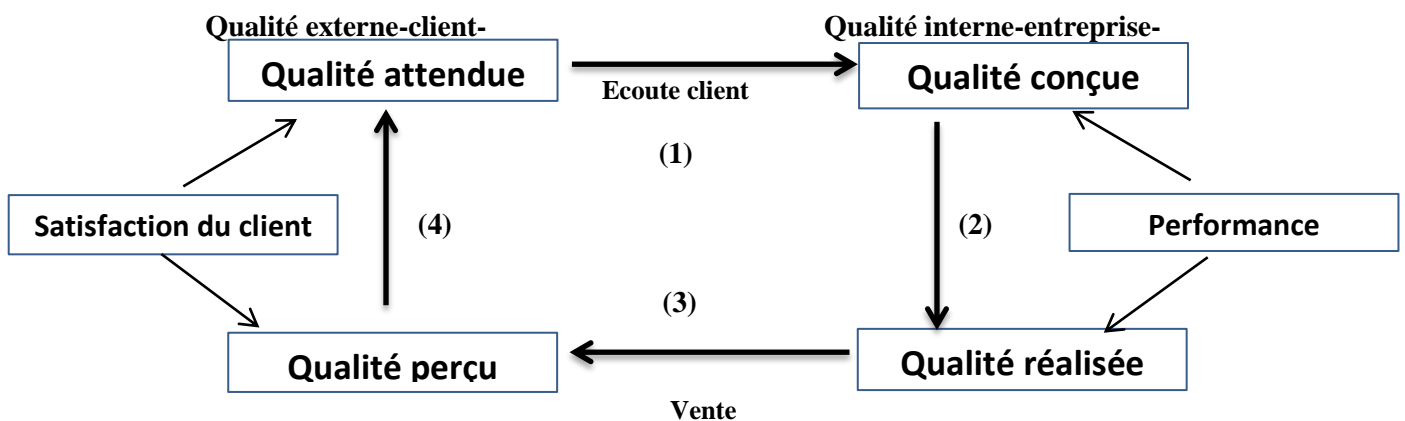 Qualité externe-client-
Qualité interne-entreprise-
Qualité attendue
Qualité conçue
Ecoute client
(1)
Satisfaction du client
(4)
(2)
Performance
(3)
Qualité perçu
Qualité réalisée
Vente